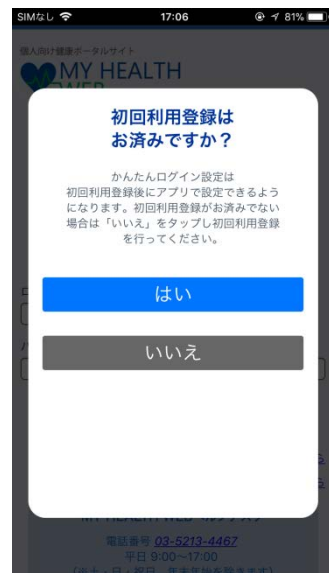 SIMなし 17:06 81%
個人向け健康ポータルサイト
MY HEALTH
WEB
初回利用登録は
お済みですか？
かんたんログイン設定は
初回利用登録後にアプリで設定できるよう
になります。初回利用登録がお済みでない
場合は「いいえ」をタップし初回利用登録
を行ってください。
はい
いいえ
電話番号 03-5213-4467
平日 9:00～17:00